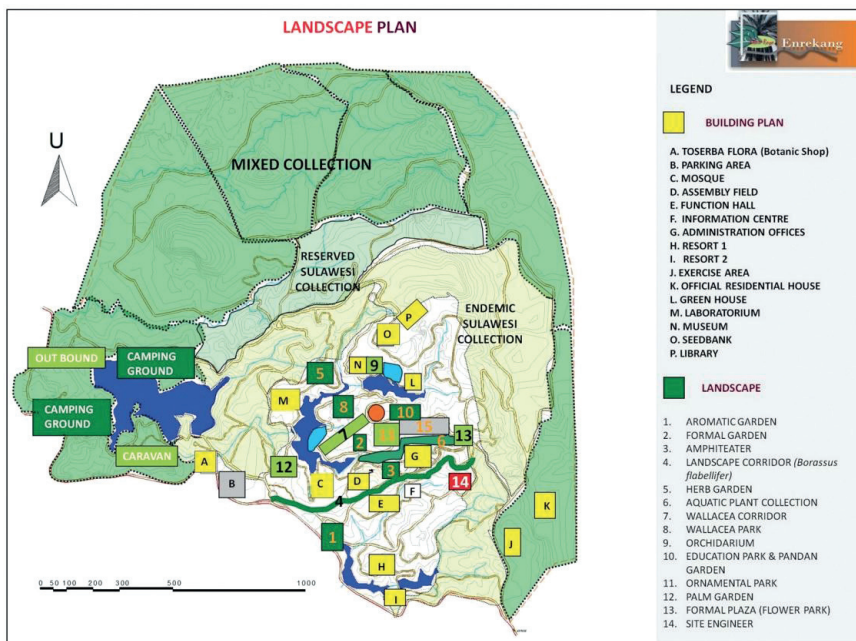 LANDSCAPE PLAN
Enrekang
U
MIXED COLLECTION
RESERVED
SULAWESI
COLLECTION
ENDEMIC
SULAWESI
COLLECTION
P
O
OUT BOUND
CAMPING
GROUND
5
N
9
L
M
8
10
CAMPING
GROUND
7
2
11
15
6
13
CARAVAN
A
12
3
G
B
C
D
14
4
E
F
K
1
J
H
I
0 50 100 200 500 1000
LEGEND
BUILDING PLAN
A. TOSERBA FLORA (Botanic Shop)
B. PARKING AREA
C. MOSQUE
D. ASSEMBLY FIELD
E. FUNCTION HALL
F. INFORMATION CENTRE
G. ADMINISTRATION OFFICES
H. RESORT 1
I. RESORT 2
J. EXERCISE AREA
K. OFFICIAL RESIDENTIAL HOUSE
L. GREEN HOUSE
M. LABORATORIUM
N. MUSEUM
O. SEEDBANK
P. LIBRARY
LANDSCAPE
1. AROMATIC GARDEN
2. FORMAL GARDEN
3. AMPHITEATER
4. LANDSCAPE CORRIDOR (Borassus
flabellifer)
5. HERB GARDEN
6. AQUATIC PLANT COLLECTION
7. WALLACEA CORRIDOR
8. WALLACEA PARK
9. ORCHIDARIUM
10. EDUCATION PARK & PANDAN
GARDEN
11. ORNAMENTAL PARK
12. PALM GARDEN
13. FORMAL PLAZA (FLOWER PARK)
14. SITE ENGINEER